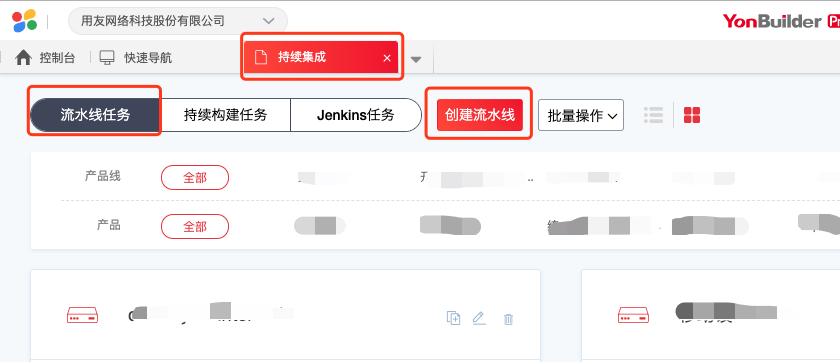 用友网络科技股份有限公司
YonBuilder Pr
控制台 快速导航 持续集成 ×
流水线任务 持续构建任务 Jenkins任务 创建流水线 批量操作
产品线 全部
产品 全部